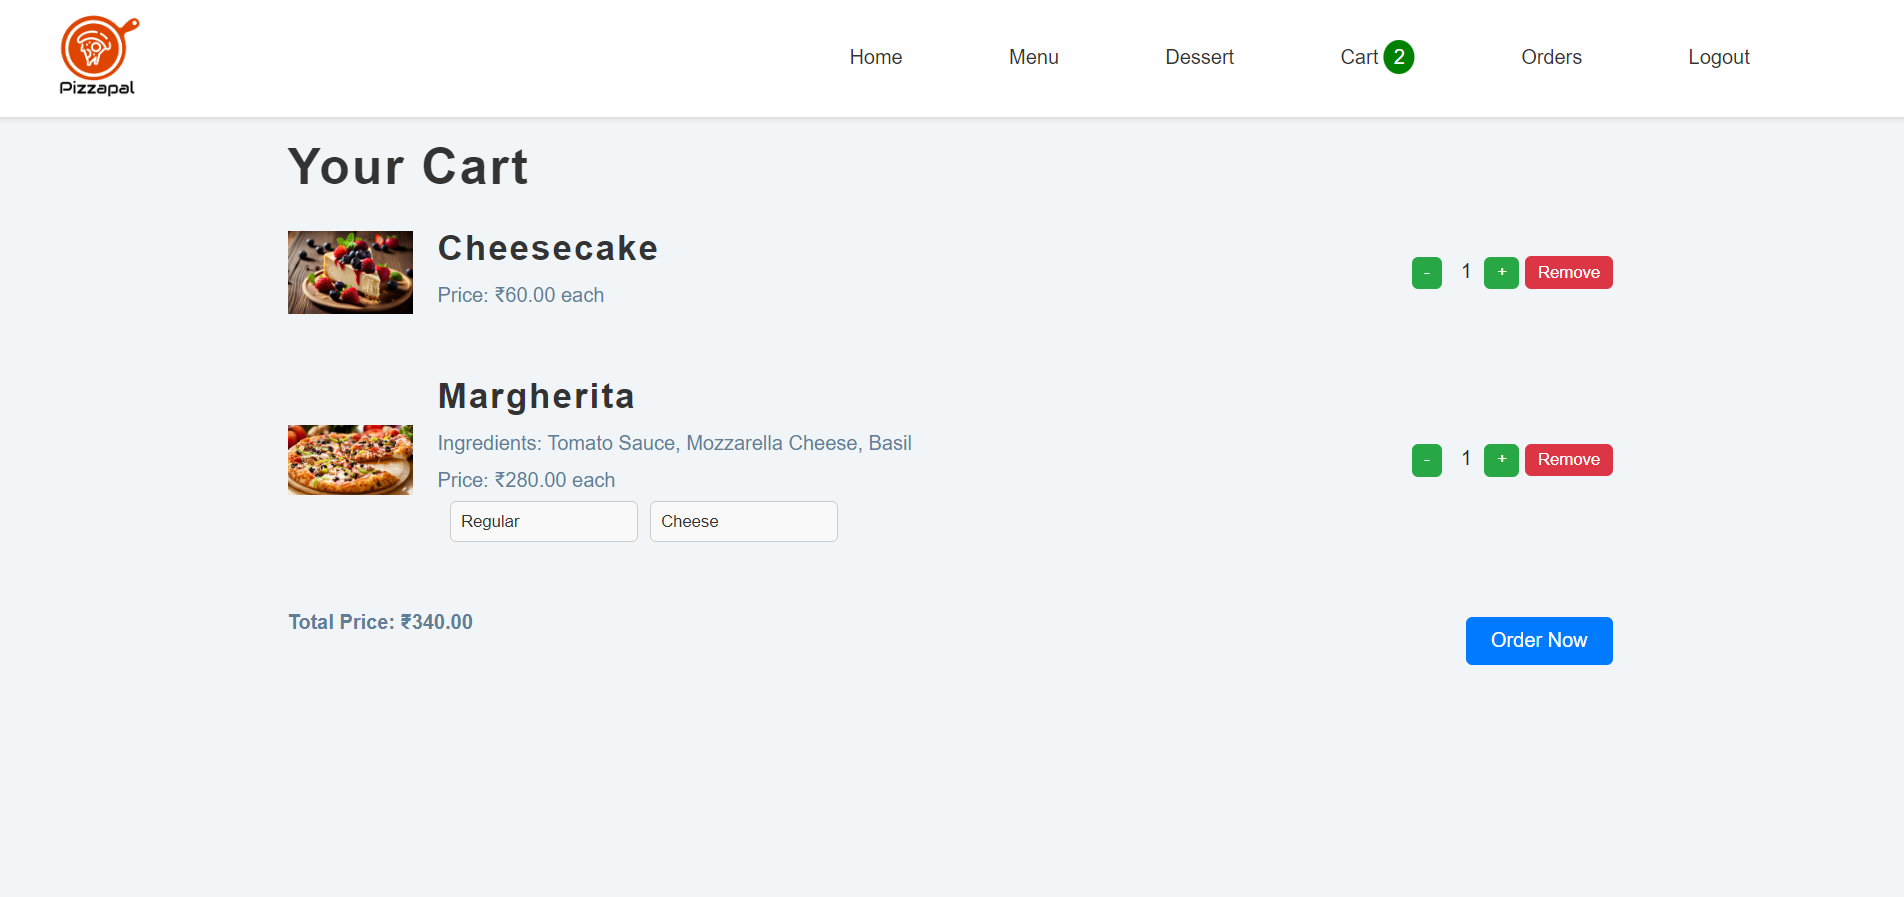 Pizzapal
Home Menu Dessert Cart 2 Orders Logout
Your Cart
Cheesecake
Price: ₹60.00 each
- 1 + Remove
Margherita
Ingredients: Tomato Sauce, Mozzarella Cheese, Basil
Price: ₹280.00 each
- 1 + Remove
Regular Cheese
Total Price: ₹340.00
Order Now